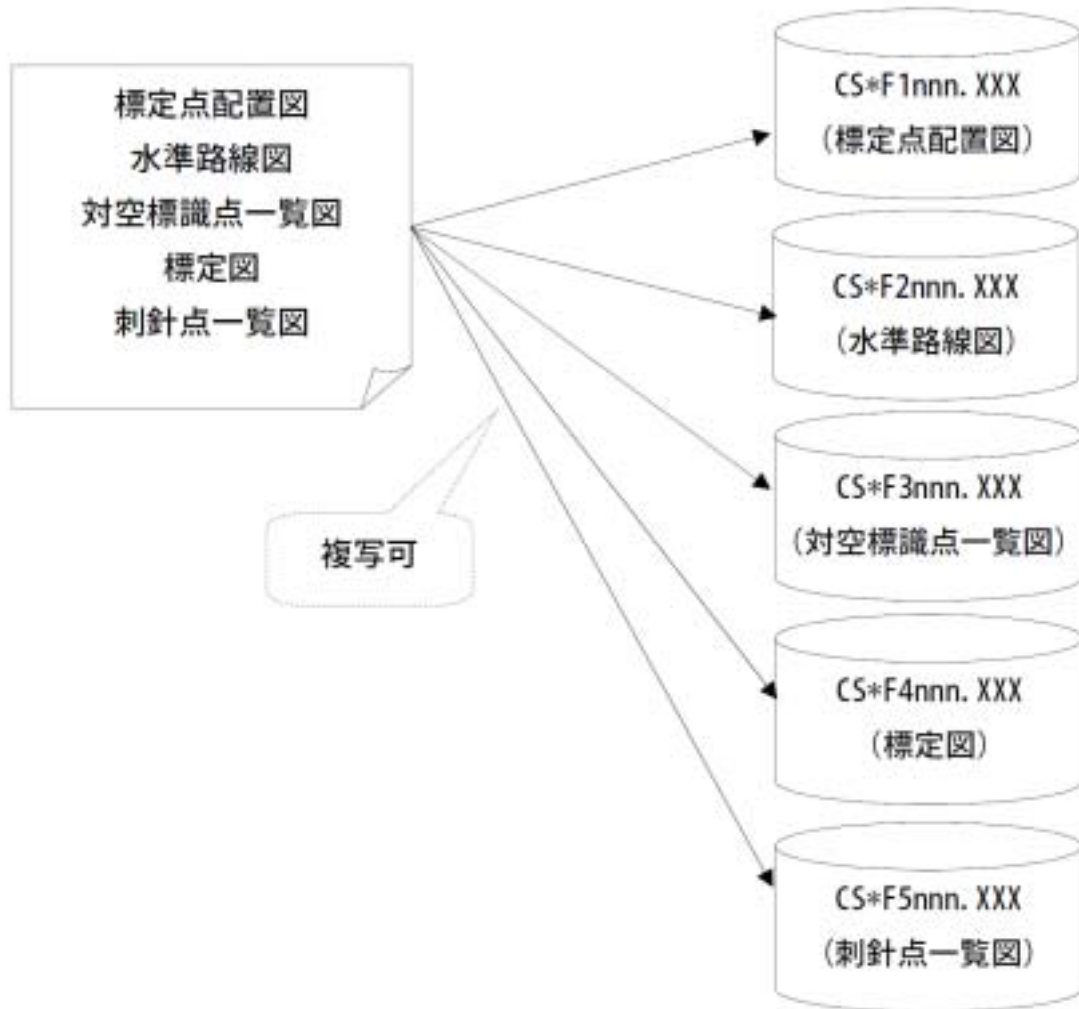 標定点配置図
水準路線図
対空標識点一覧図
標定図
刺針点一覧図
複写可
CS*F1nnn. XXX
(標定点配置図)
CS*F2nnn. XXX
(水準路線図)
CS*F3nnn. XXX
(対空標識点一覧図)
CS*F4nnn. XXX
(標定図)
CS*F5nnn. XXX
(刺針点一覧図)